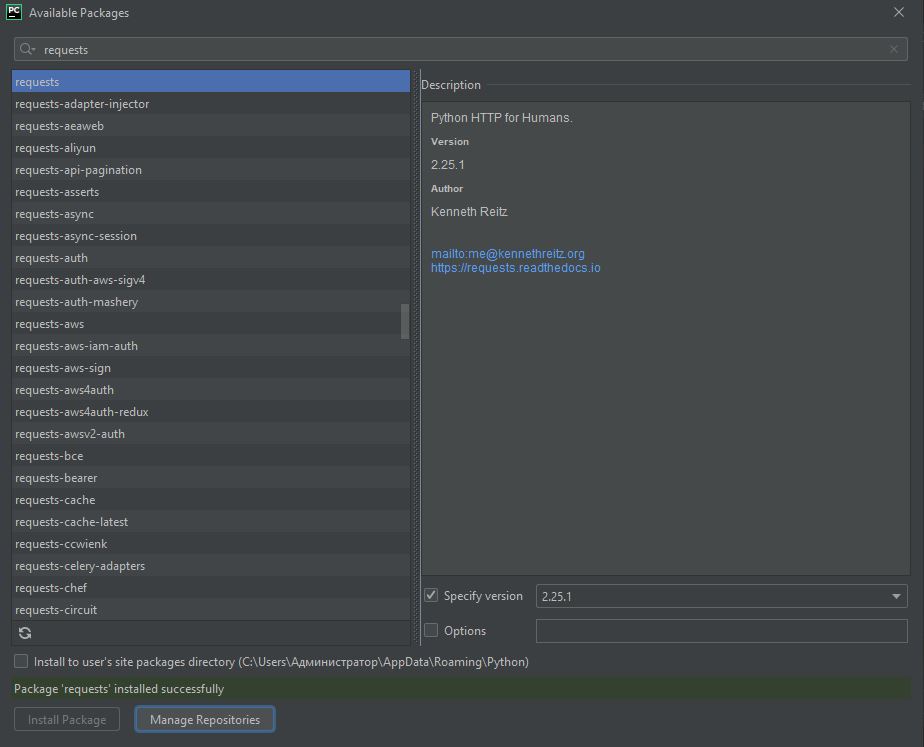 PC
Available Packages
requests
requests
requests-adapter-injector
requests-aeaweb
requests-aliyun
requests-api-pagination
requests-asserts
requests-async
requests-async-session
requests-auth
requests-auth-aws-sigv4
requests-auth-mashery
requests-aws
requests-aws-iam-auth
requests-aws-sign
requests-aws4auth
requests-aws4auth-redux
requests-awsv2-auth
requests-bce
requests-bearer
requests-cache
requests-cache-latest
requests-ccwienk
requests-celery-adapters
requests-chef
requests-circuit
Description
Python HTTP for Humans.
Version
2.25.1
Author
Kenneth Reitz
mailto:me@kennethreitz.org
https://requests.readthedocs.io
Specify version 2.25.1
Options
Install to user's site packages directory (C:\Users\Администратор\AppData\Roaming\Python)
Package 'requests' installed successfully
Install Package Manage Repositories